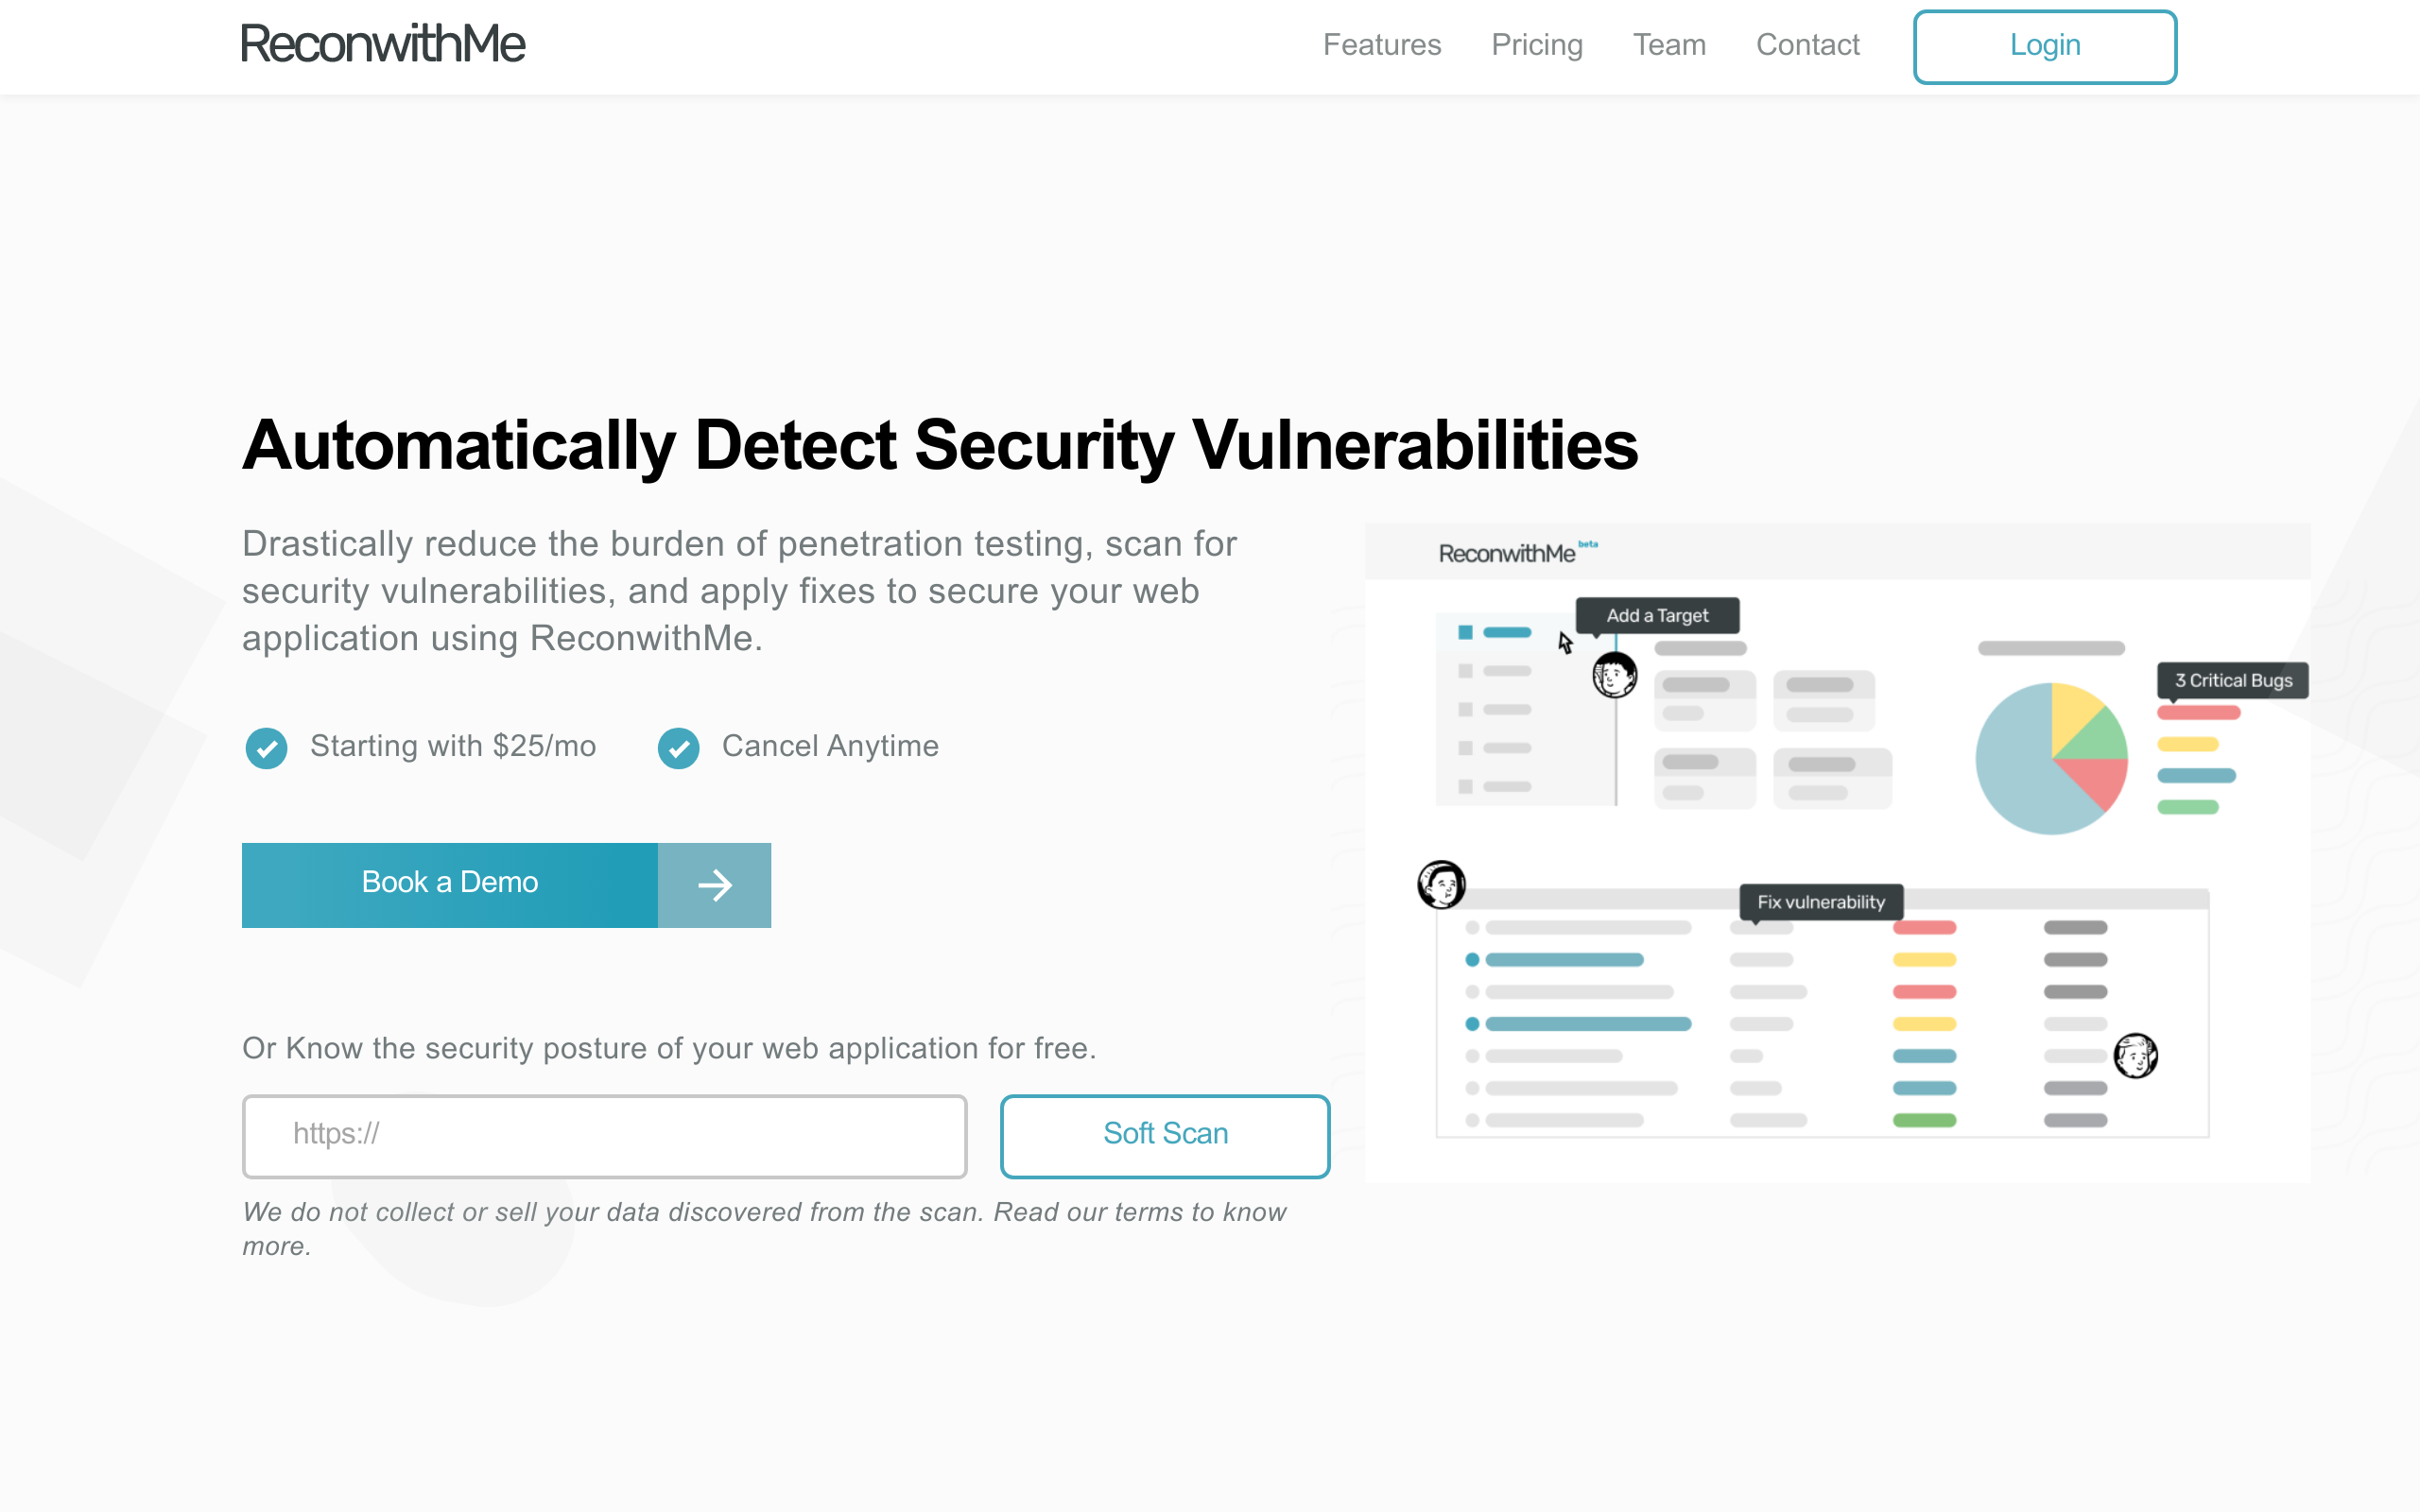 ReconwithMe
Features
Pricing
Team
Contact
Login
Automatically Detect Security Vulnerabilities
Drastically reduce the burden of penetration testing, scan for
security vulnerabilities, and apply fixes to secure your web
application using ReconwithMe.
Starting with $25/mo
Cancel Anytime
Book a Demo
Or Know the security posture of your web application for free.
https://
Soft Scan
We do not collect or sell your data discovered from the scan. Read our terms to know
more.
ReconwithMe beta
Add a Target
3 Critical Bugs
Fix vulnerability